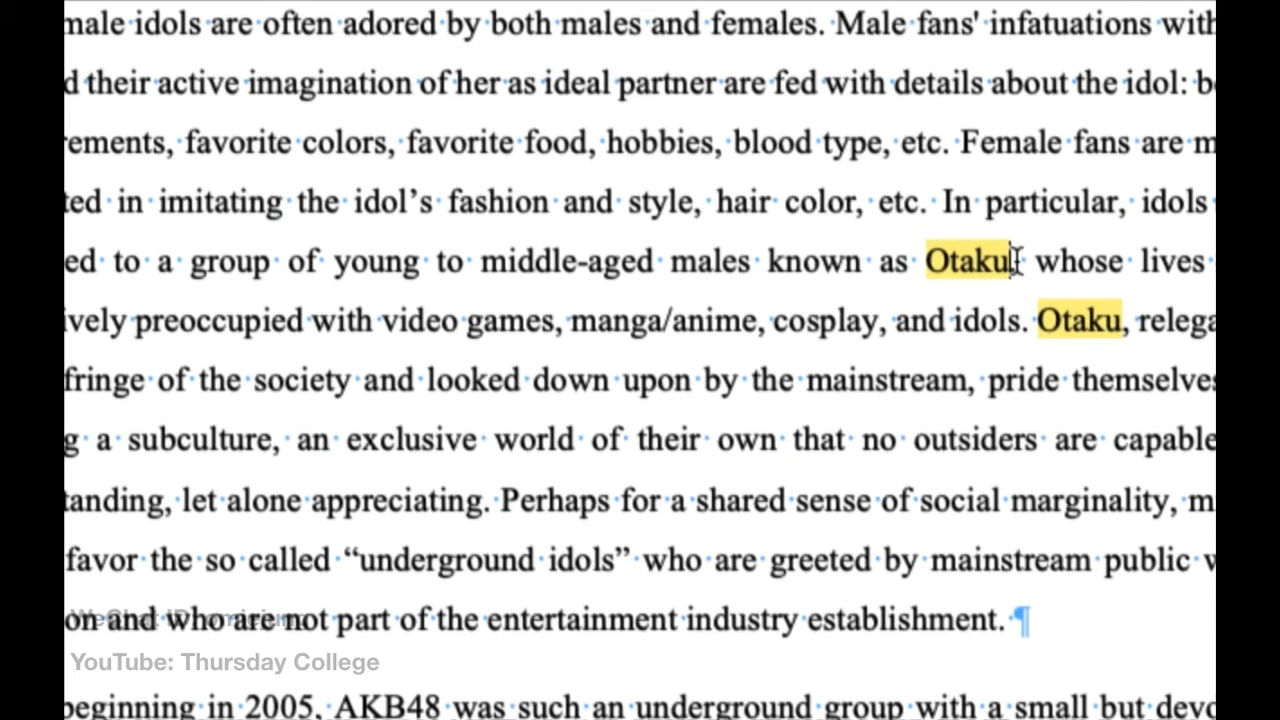 male idols are often adored by both males and females. Male fans' infatuations with
d their active imagination of her as ideal partner are fed with details about the idol: b
rements, favorite colors, favorite food, hobbies, blood type, etc. Female fans are m
ted in imitating the idol’s fashion and style, hair color, etc. In particular, idols
ed to a group of young to middle-aged males known as Otaku, whose lives
ively preoccupied with video games, manga/anime, cosplay, and idols. Otaku, relega
fringe of the society and looked down upon by the mainstream, pride themselves
g a subculture, an exclusive world of their own that no outsiders are capable
tanding, let alone appreciating. Perhaps for a shared sense of social marginality, m
favor the so called “underground idols” who are greeted by mainstream public w
on and who are not part of the entertainment industry establishment. ¶
YouTube: Thursday College
beginning in 2005, AKB48 was such an underground group with a small but devo